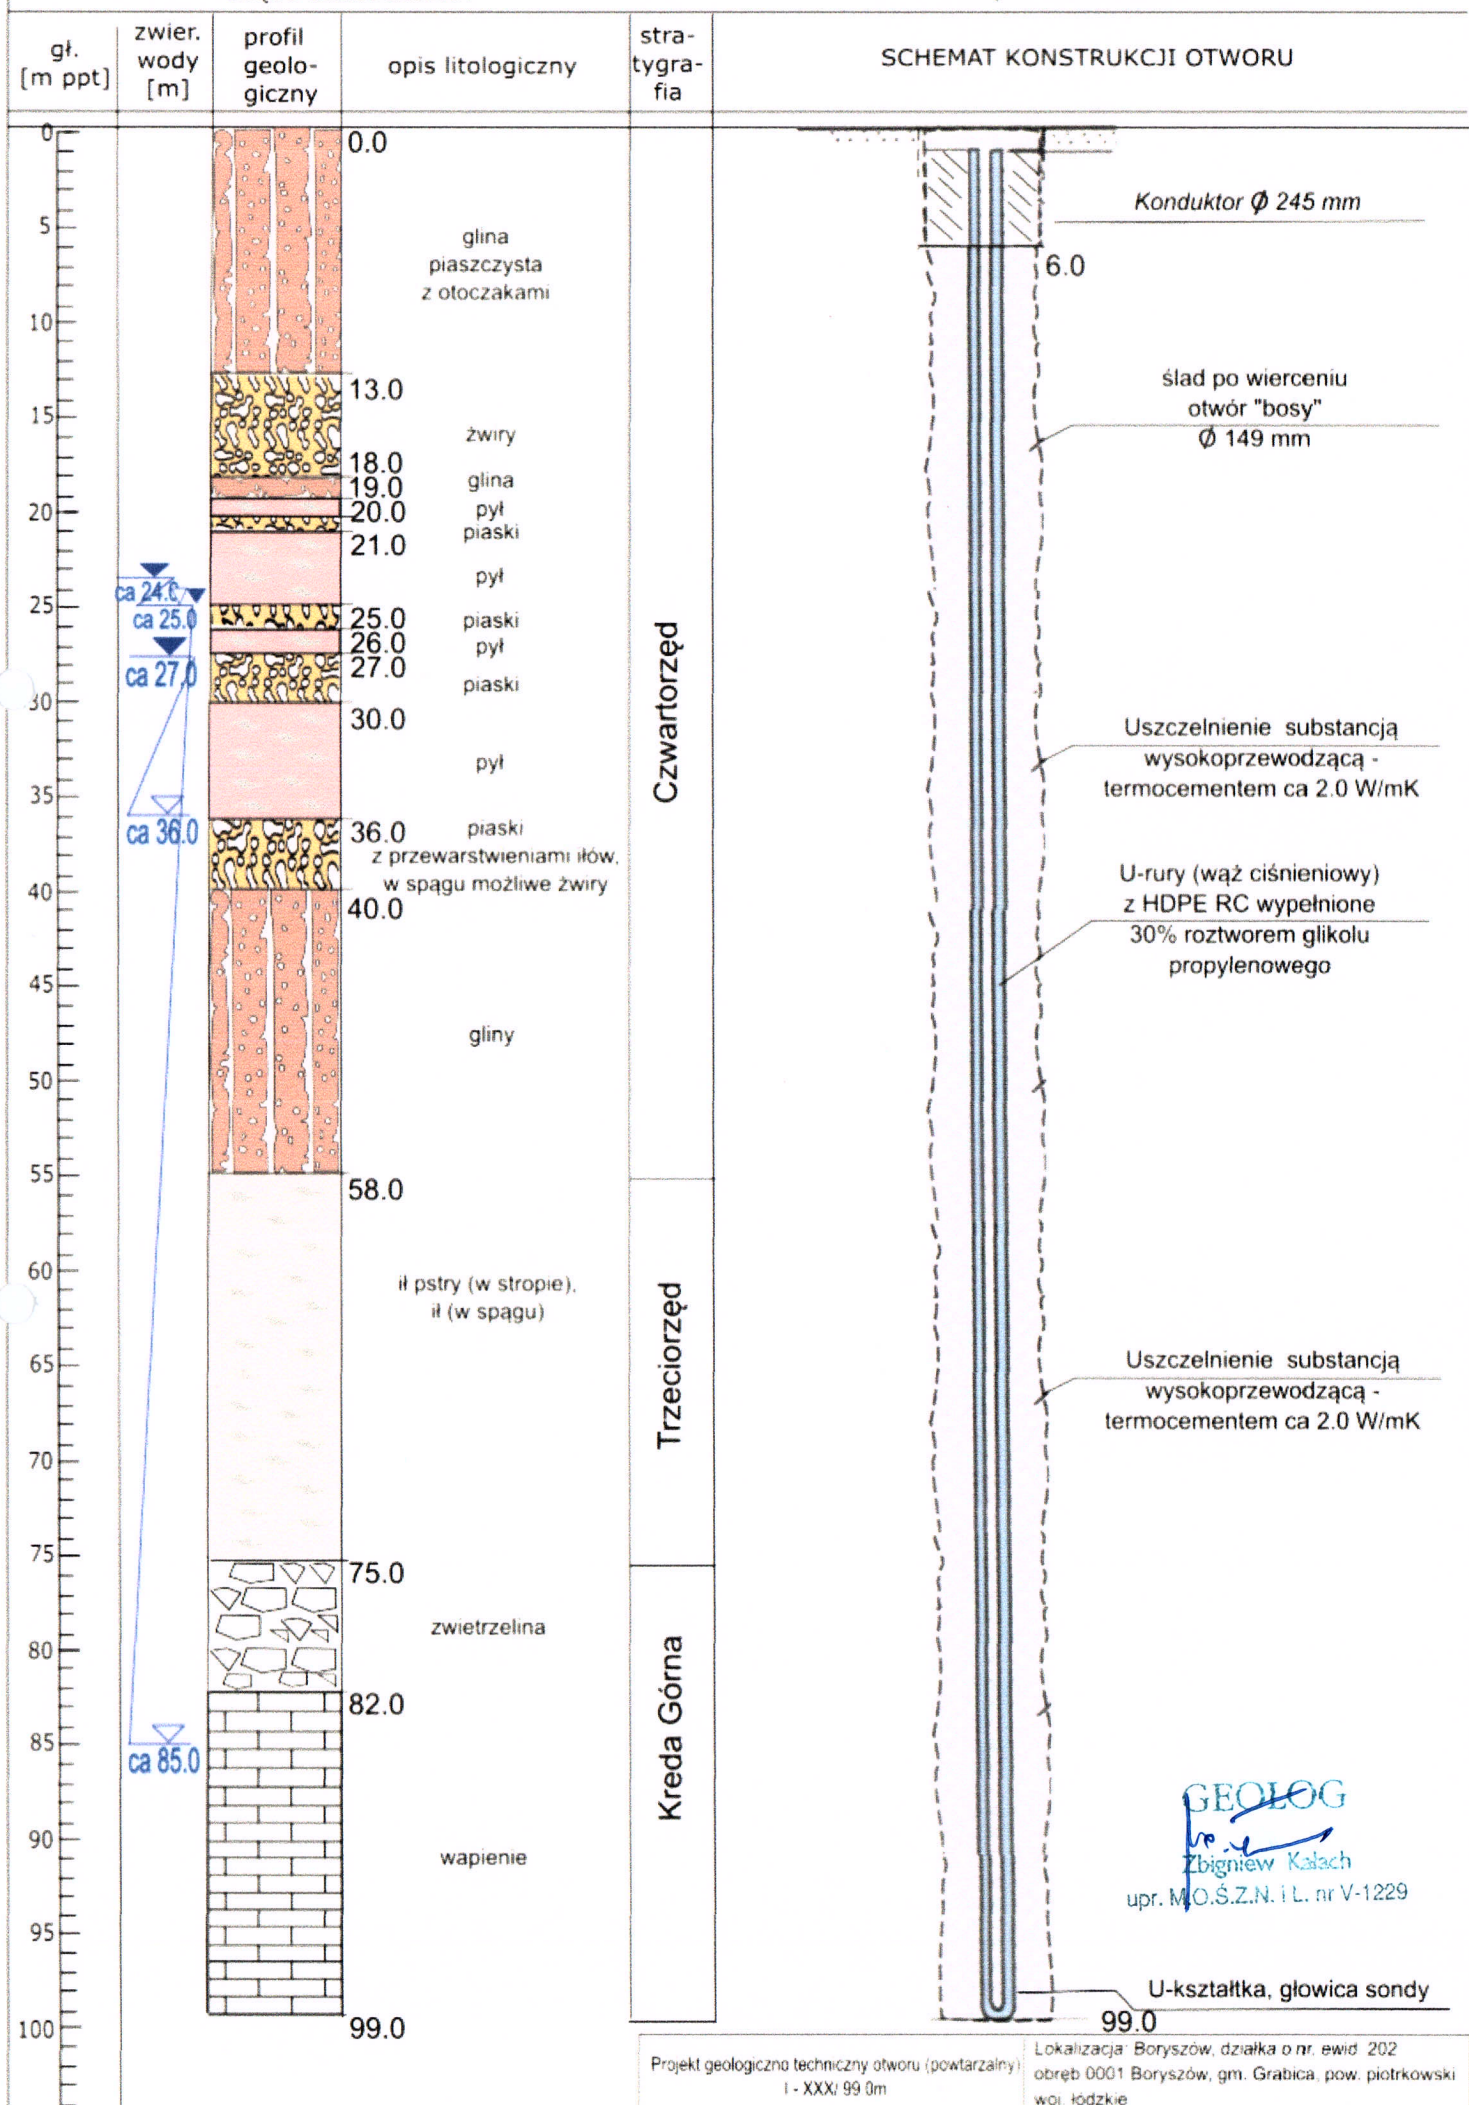 gł.
[m ppt]
zwier.
wody
[m]
profil
geolo-
giczny
opis litologiczny
stra-
tygra-
fia
SCHEMAT KONSTRUKCJI OTWORU
0
5
10
15
20
25
30
35
40
45
50
55
60
65
70
75
80
85
90
95
100
ca 24.0
ca 25.0
ca 27.0
ca 36.0
ca 85.0
0.0
13.0
18.0
19.0
20.0
21.0
25.0
26.0
27.0
30.0
36.0
40.0
58.0
75.0
82.0
99.0
glina
piaszczysta
z otoczakami
żwiry
glina
pył
piaski
pył
piaski
pył
piaski
pył
piaski
z przewarstwieniami iłów,
w spągu możliwe żwiry
gliny
ił pstry (w stropie),
ił (w spągu)
zwietrzelina
wapienie
Czwartorzęd
Trzeciorzęd
Kreda Górna
Konduktor Ø 245 mm
6.0
ślad po wierceniu
otwór "bosy"
Ø 149 mm
Uszczelnienie substancją
wysokoprzewodzącą -
termocementem ca 2.0 W/mK
U-rury (wąż ciśnieniowy)
z HDPE RC wypełnione
30% roztworem glikolu
propylenowego
Uszczelnienie substancją
wysokoprzewodzącą -
termocementem ca 2.0 W/mK
GEOLOG
Zbigniew Kałach
upr. M.O.Ś.Z.N. i L. nr V-1229
U-kształtka, głowica sondy
99.0
Projekt geologiczno techniczny otworu (powtarzalny)
I - XXX/ 99.0m
Lokalizacja: Boryszów, działka o nr. ewid 202
obręb 0001 Boryszów, gm. Grabica, pow. piotrkowski
woj. łódzkie